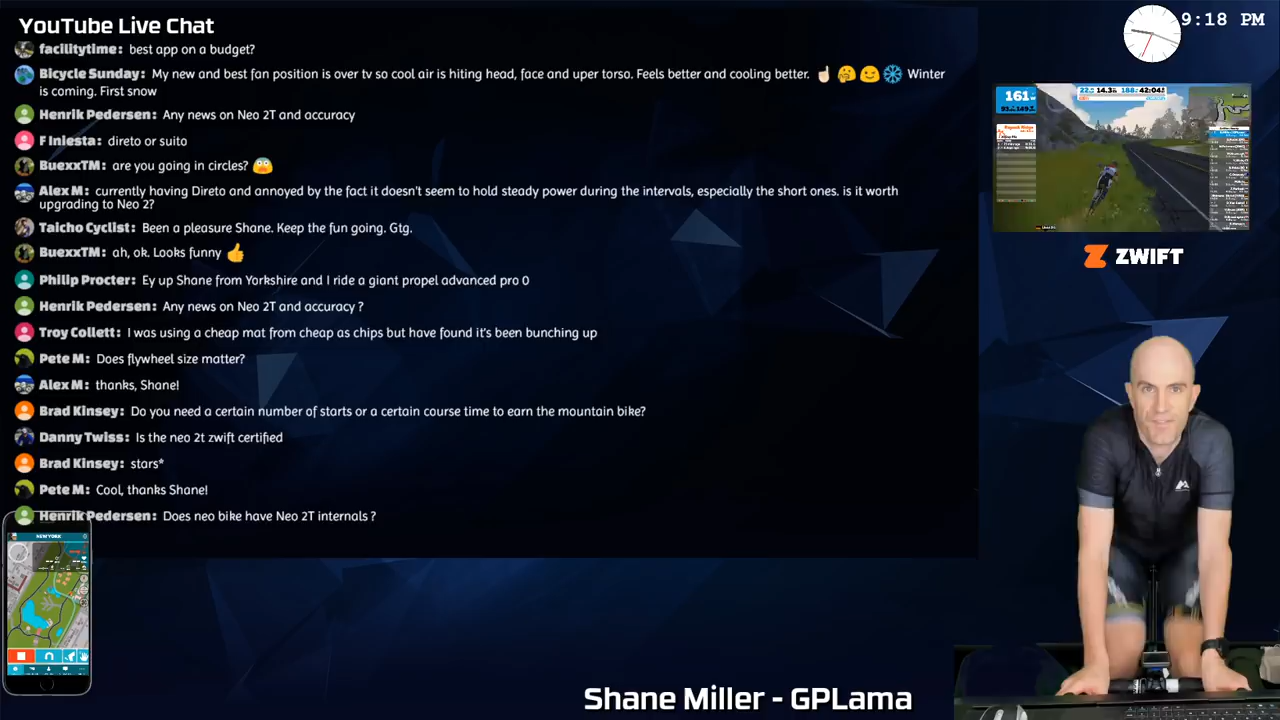 YouTube Live Chat
9:18 PM
facilitytime: best app on a budget?
Bicycle Sunday: My new and best fan position is over tv so cool air is hiting head, face and uper torso. Feels better and cooling better. ☝🏻🤔😉❄️ Winter
is coming. First snow
Henrik Pedersen: Any news on Neo 2T and accuracy
F Iniesta: direto or suito
BuexxTM: are you going in circles? 😨
Alex M: currently having Direto and annoyed by the fact it doesn't seem to hold steady power during the intervals, especially the short ones. is it worth
upgrading to Neo 2?
Taicho Cyclist: Been a pleasure Shane. Keep the fun going. Gtg.
BuexxTM: ah, ok. Looks funny 👍
Philip Procter: Ey up Shane from Yorkshire and I ride a giant propel advanced pro 0
Henrik Pedersen: Any news on Neo 2T and accuracy ?
Troy Collett: I was using a cheap mat from cheap as chips but have found it's been bunching up
Pete M: Does flywheel size matter?
Alex M: thanks, Shane!
Brad Kinsey: Do you need a certain number of starts or a certain course time to earn the mountain bike?
Danny Twiss: Is the neo 2t zwift certified
Brad Kinsey: stars*
Pete M: Cool, thanks Shane!
Henrik Pedersen: Does neo bike have Neo 2T internals ?
161
42:04
ZWIFT
NEW YORK
Shane Miller - GPLama